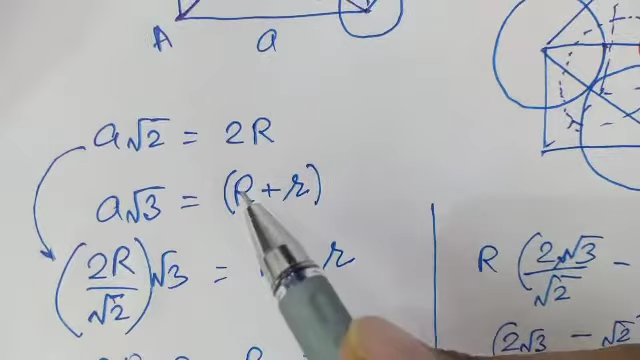 A a
a√2 = 2R
a√3 = (R + r)
(2R/√2)√3 = r
R (2√3/√2 -
(2√3 - √2